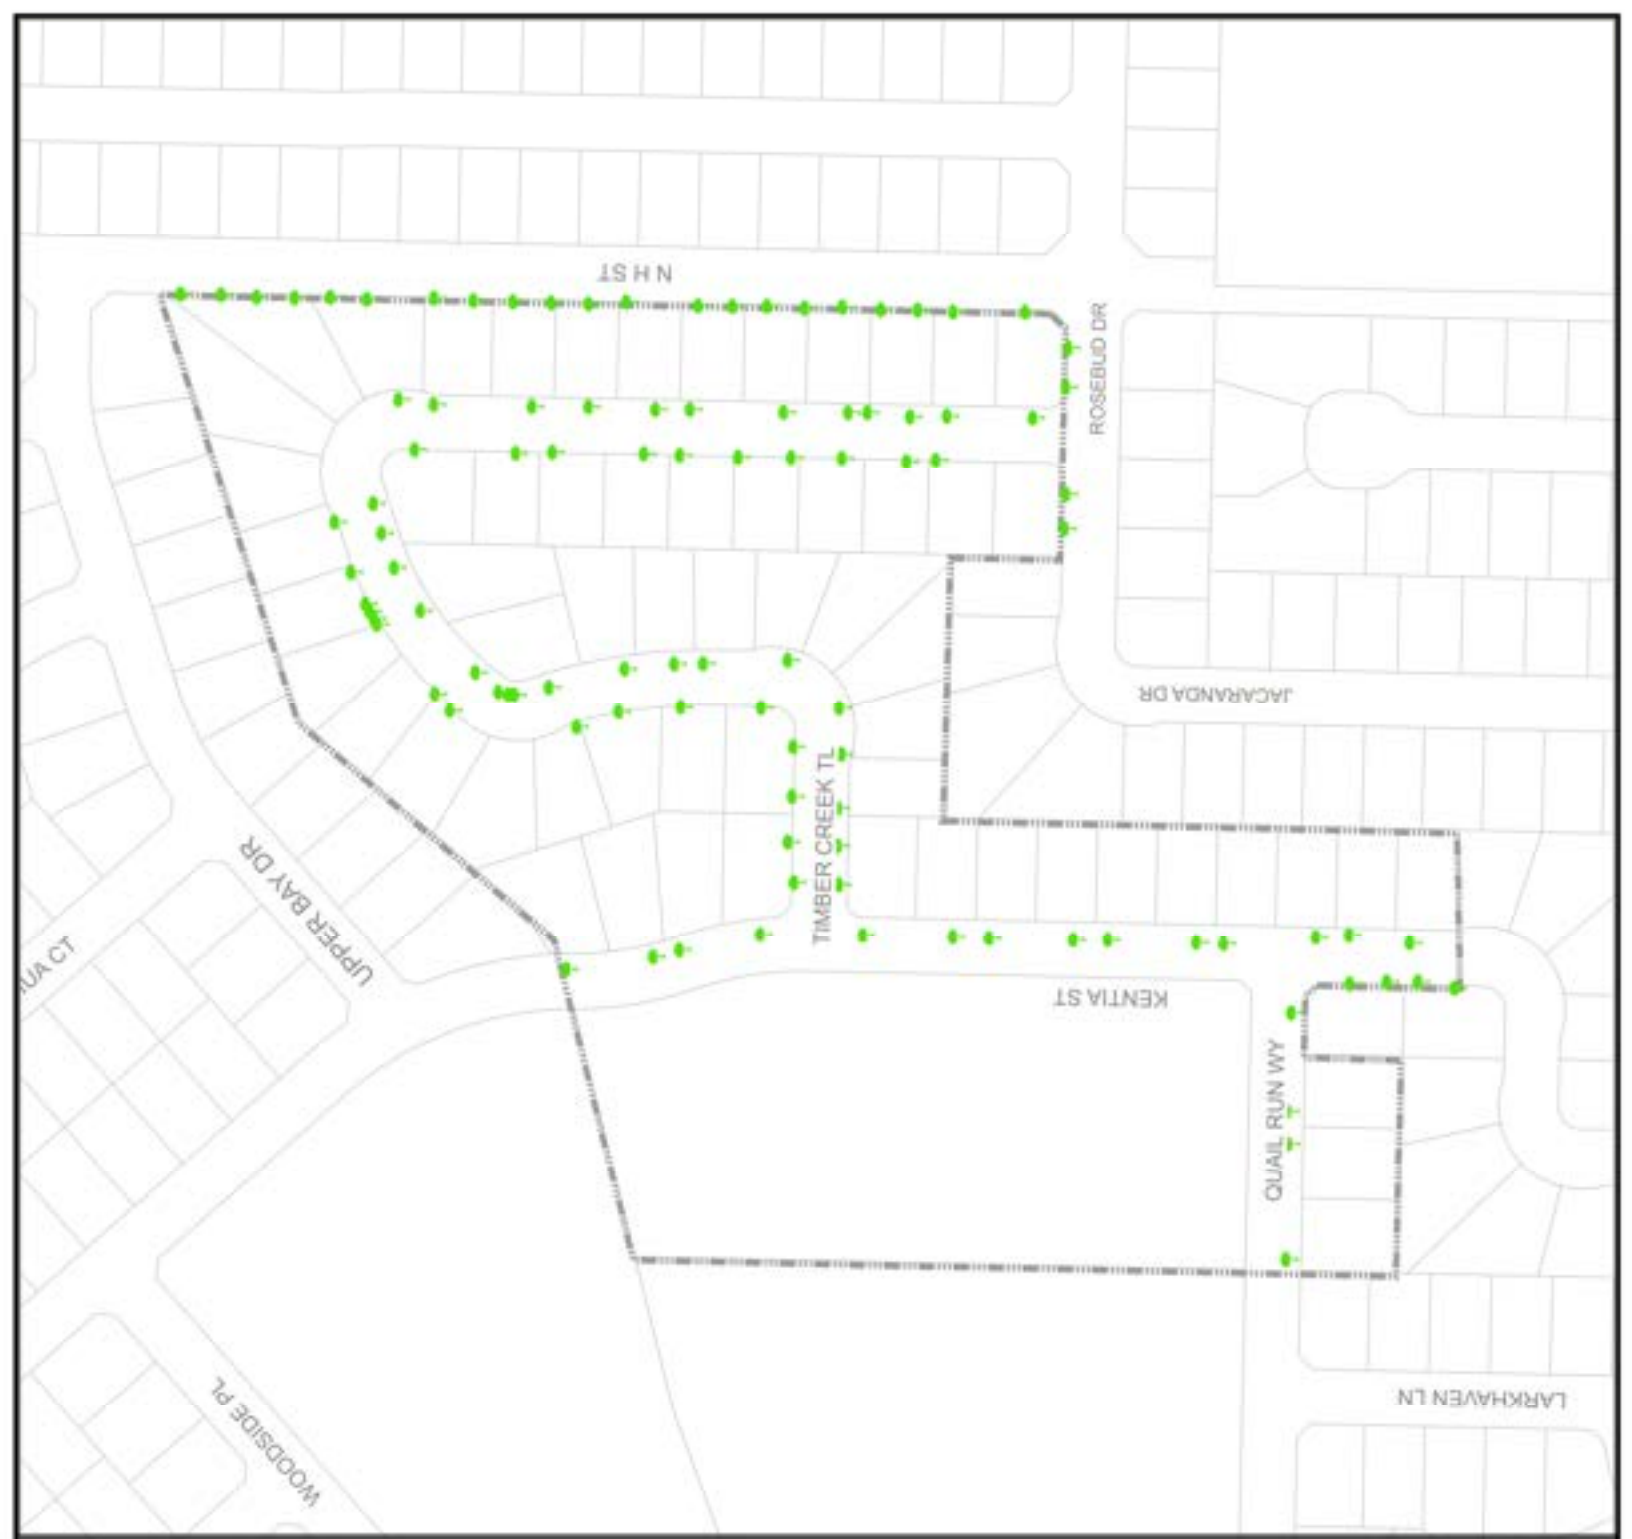 N H ST
ROSEBUD DR
JACARANDA DR
TIMBER CREEK TL
UPPER BAY DR
KENTIA ST
QUAIL RUN WY
LARKHAVEN LN
WOODSIDE PL
CT